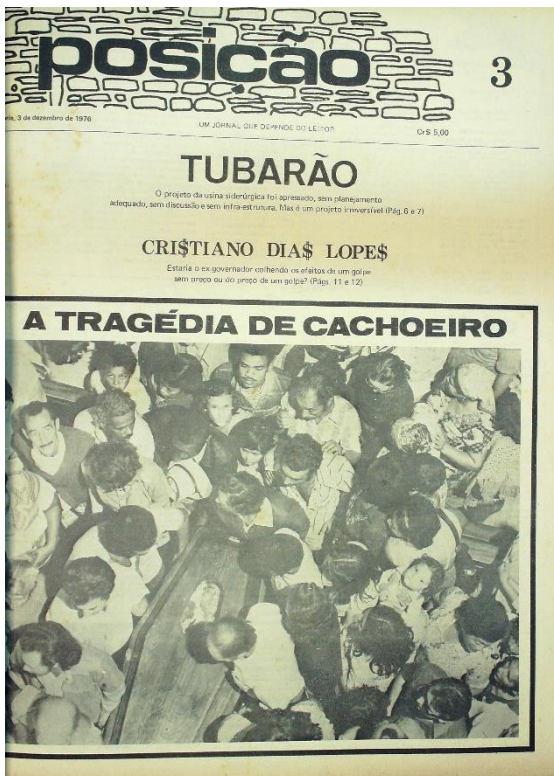 posição
3
3 de dezembro de 1976
UM JORNAL QUE DEPENDE DO LEITOR
Cr$ 5,00
TUBARÃO
O projeto da usina siderúrgica foi apressado, sem planejamento
adequado, sem discussão e sem infra-estrutura. Mas é um projeto irreversível (Pág. 6 e 7)
CRI$TIANO DIA$ LOPE$
Estaria o ex-governador colhendo os efeitos de um golpe
sem preço ou do preço de um golpe? (Págs. 11 e 12)
A TRAGÉDIA DE CACHOEIRO